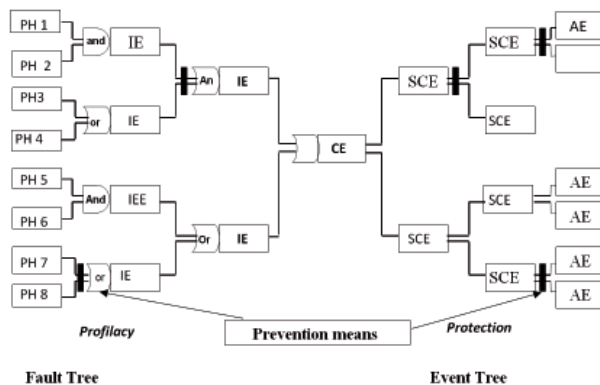 PH 1
and
IE
PH 2
PH3
or
IE
PH 4
An
IE
PH 5
And
IEE
PH 6
PH 7
or
IE
PH 8
Or
IE
CE
SCE
SCE
AE
SCE
SCE
SCE
AE
AE
SCE
AE
AE
Profilacy
Prevention means
Protection
Fault Tree
Event Tree